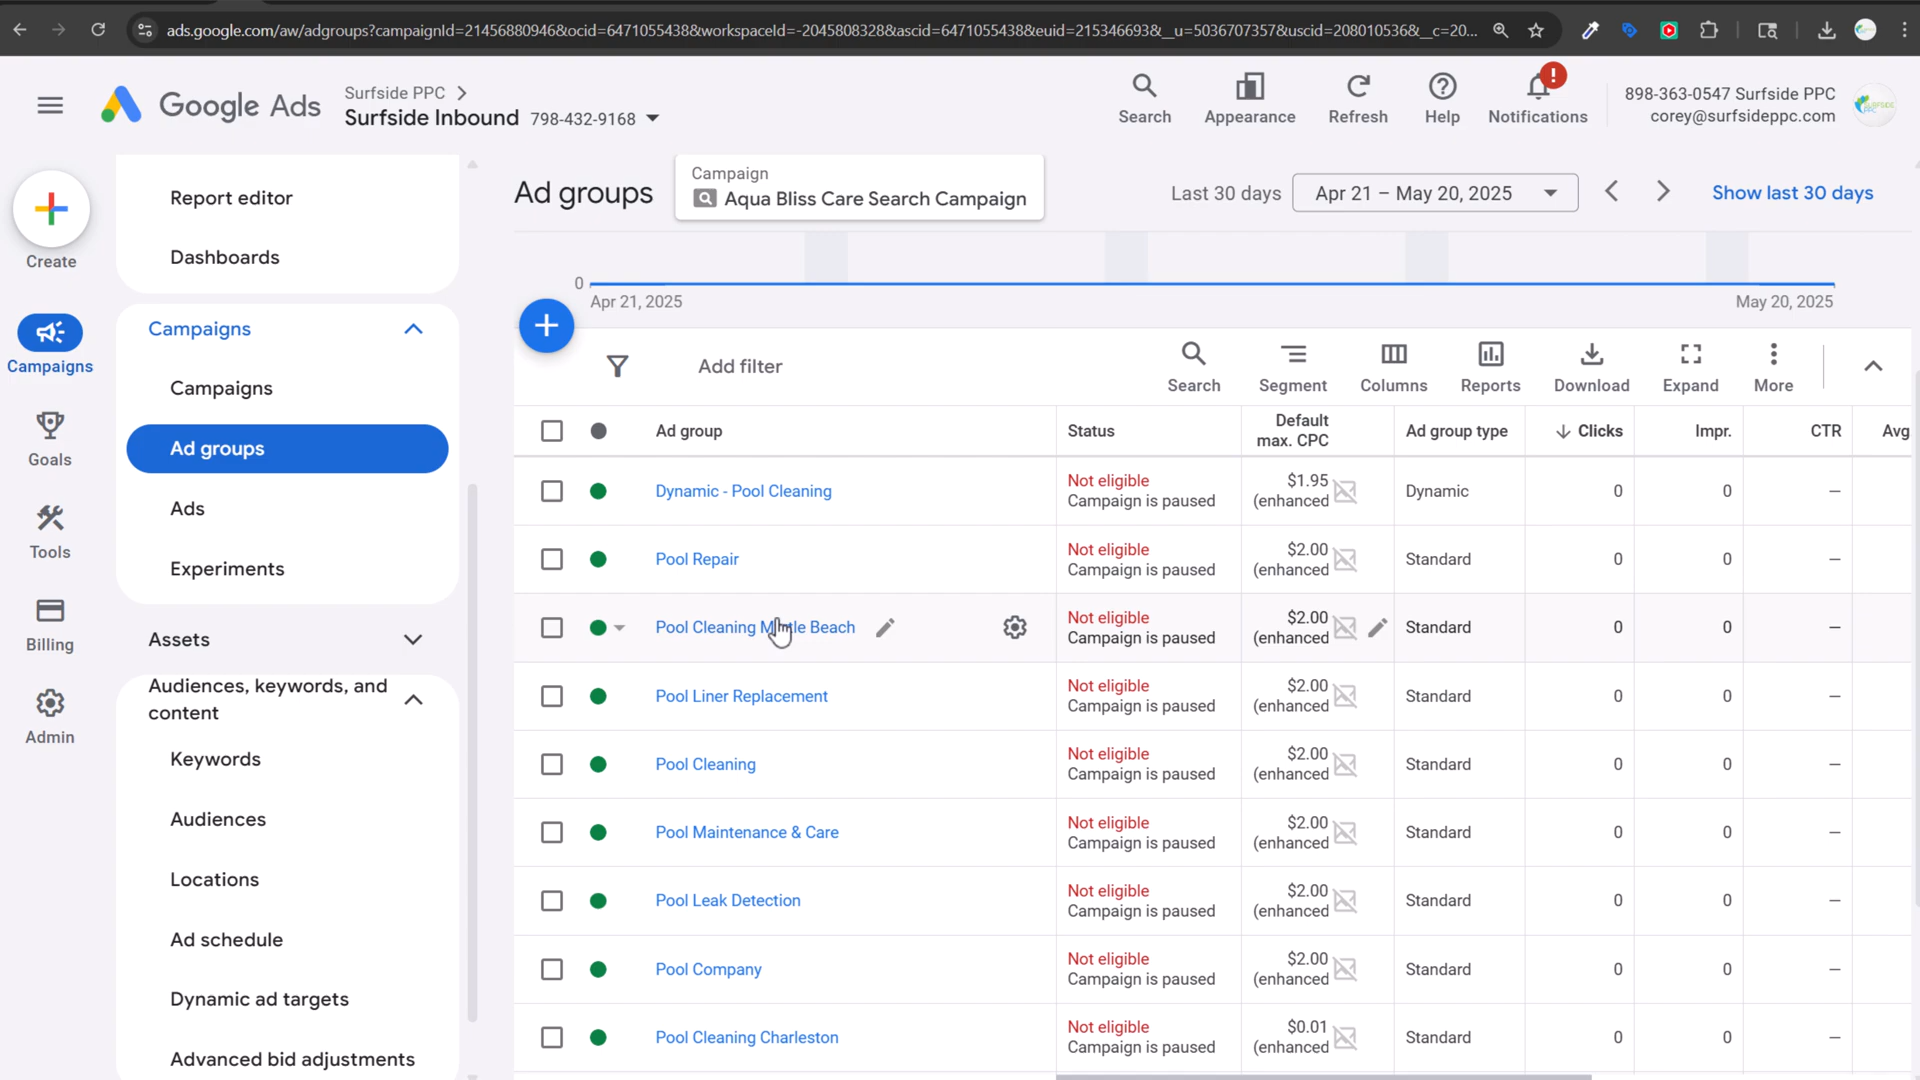 ads.google.com/aw/adgroups?campaignId=21456880946&ocid=6471055438&workspaceId=-2045808328&ascid=6471055438&euid=215346693&__u=5036707357&uscid=208010536&__c=20...
Google Ads
Surfside PPC
Surfside Inbound 798-432-9168
Search
Appearance
Refresh
Help
!
Notifications
898-363-0547 Surfside PPC
corey@surfsideppc.com
Create
Campaigns
Goals
Tools
Billing
Admin
Report editor
Dashboards
Campaigns
Campaigns
Ad groups
Ads
Experiments
Assets
Audiences, keywords, and
content
Keywords
Audiences
Locations
Ad schedule
Dynamic ad targets
Advanced bid adjustments
Ad groups
Campaign
Aqua Bliss Care Search Campaign
Last 30 days
Apr 21 – May 20, 2025
Show last 30 days
0
Apr 21, 2025
May 20, 2025
Add filter
Search
Segment
Columns
Reports
Download
Expand
More
Ad group
Status
Default
max. CPC
Ad group type
Clicks
Impr.
CTR
Avg
Dynamic - Pool Cleaning
Not eligible
Campaign is paused
$1.95
(enhanced
Dynamic
0
0
—
Pool Repair
Not eligible
Campaign is paused
$2.00
(enhanced
Standard
0
0
—
Pool Cleaning Myrtle Beach
Not eligible
Campaign is paused
$2.00
(enhanced
Standard
0
0
—
Pool Liner Replacement
Not eligible
Campaign is paused
$2.00
(enhanced
Standard
0
0
—
Pool Cleaning
Not eligible
Campaign is paused
$2.00
(enhanced
Standard
0
0
—
Pool Maintenance & Care
Not eligible
Campaign is paused
$2.00
(enhanced
Standard
0
0
—
Pool Leak Detection
Not eligible
Campaign is paused
$2.00
(enhanced
Standard
0
0
—
Pool Company
Not eligible
Campaign is paused
$2.00
(enhanced
Standard
0
0
—
Pool Cleaning Charleston
Not eligible
Campaign is paused
$0.01
(enhanced
Standard
0
0
—